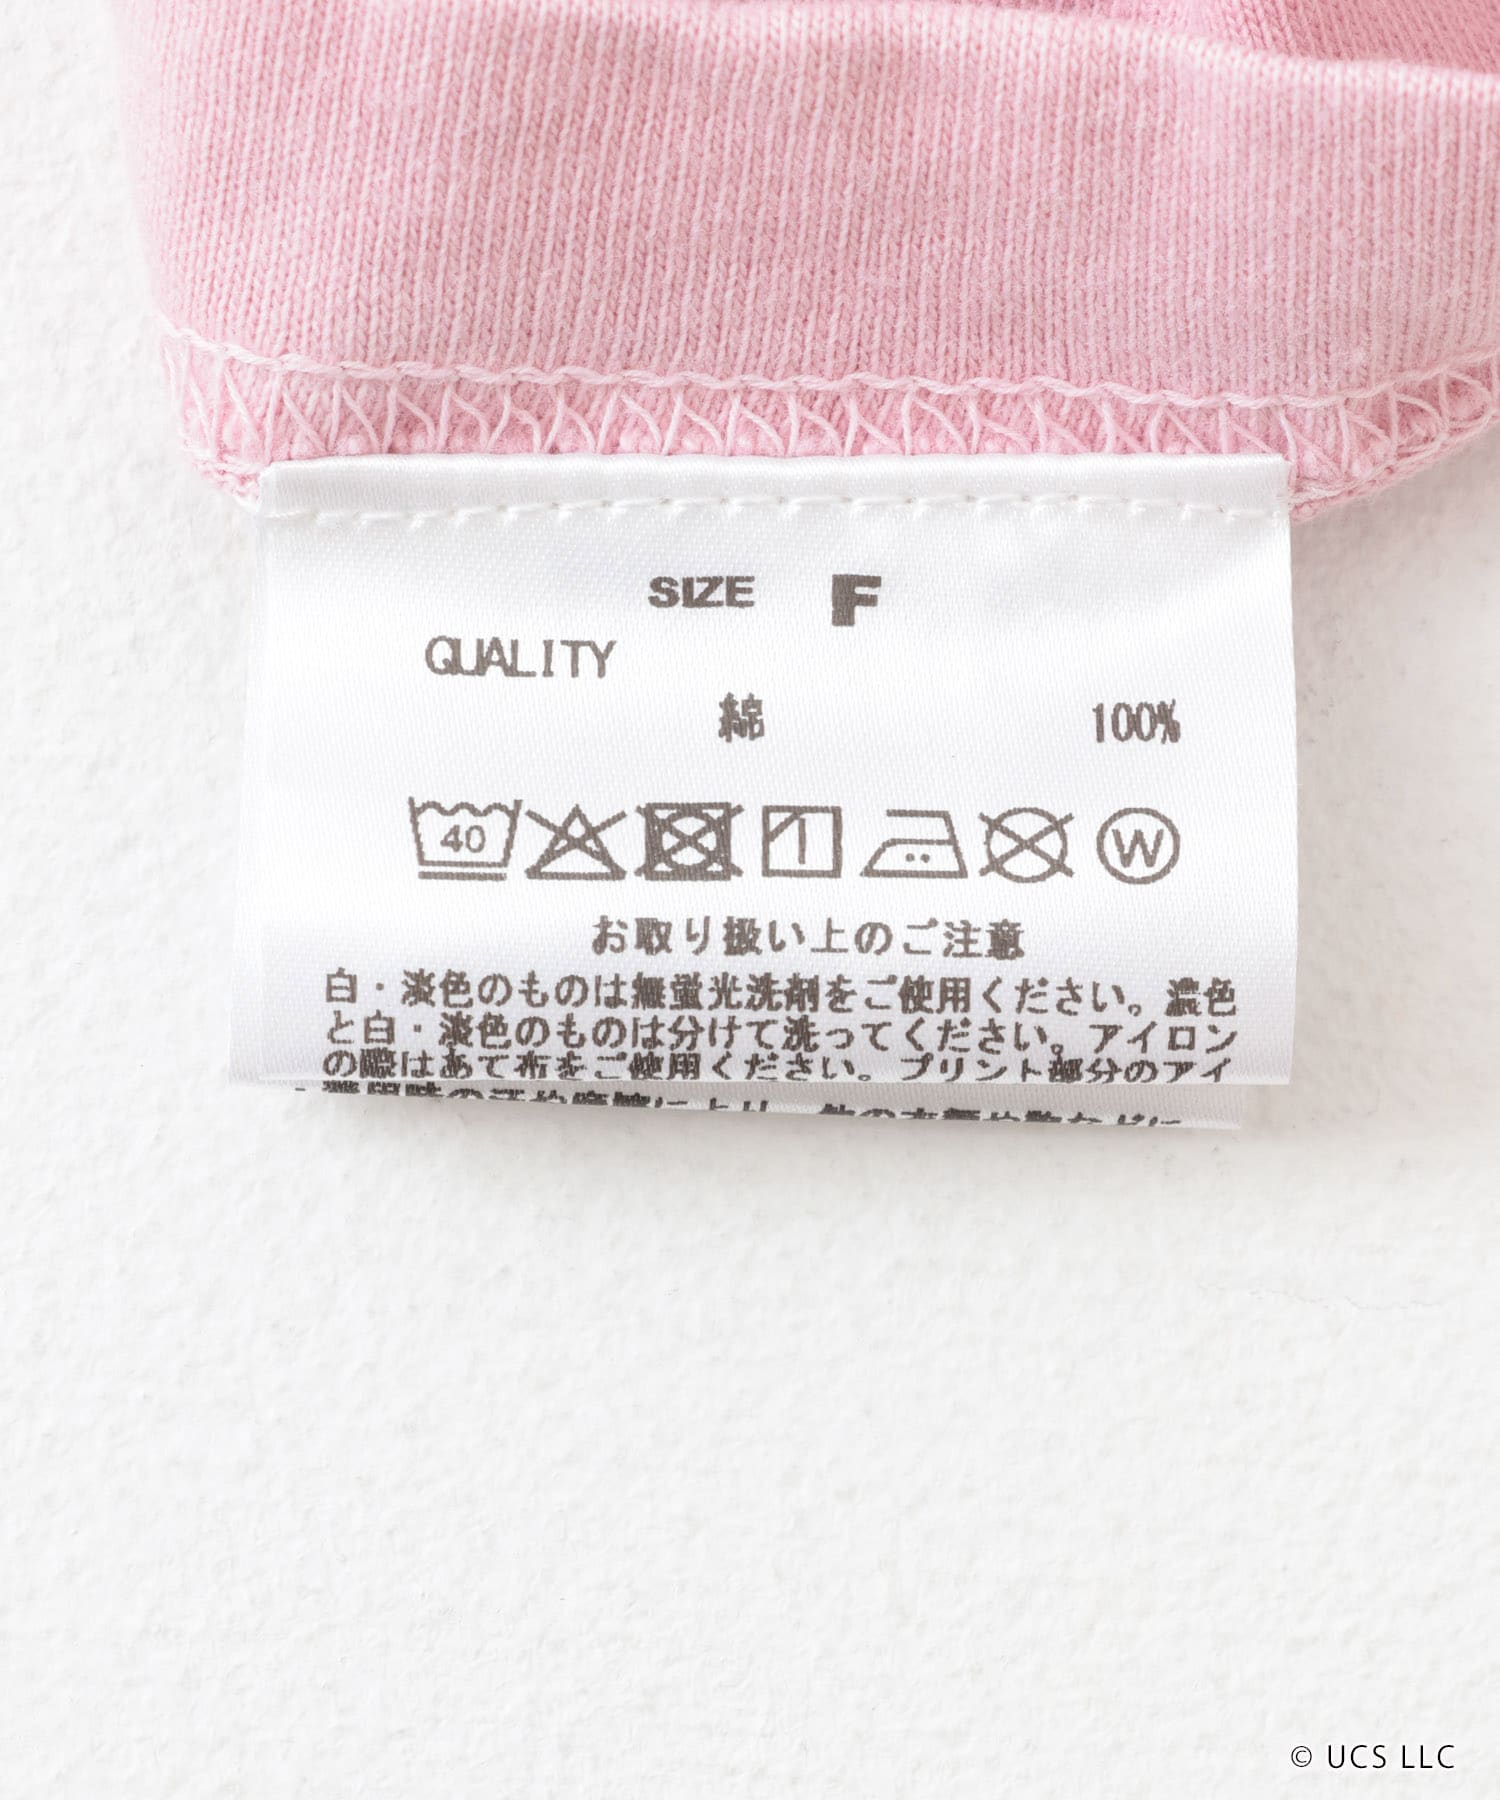 SIZE F
QUALITY
綿 100%
40
W
お取り扱い上のご注意
白・淡色のものは無蛍光洗剤をご使用ください。濃色
と白・淡色のものは分けて洗ってください。アイロン
の際はあて布をご使用ください。プリント部分のアイ
© UCS LLC